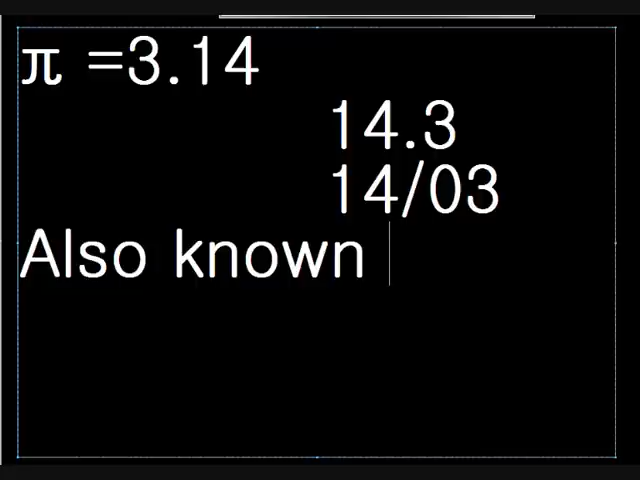 π =3.14
14.3
14/03
Also known